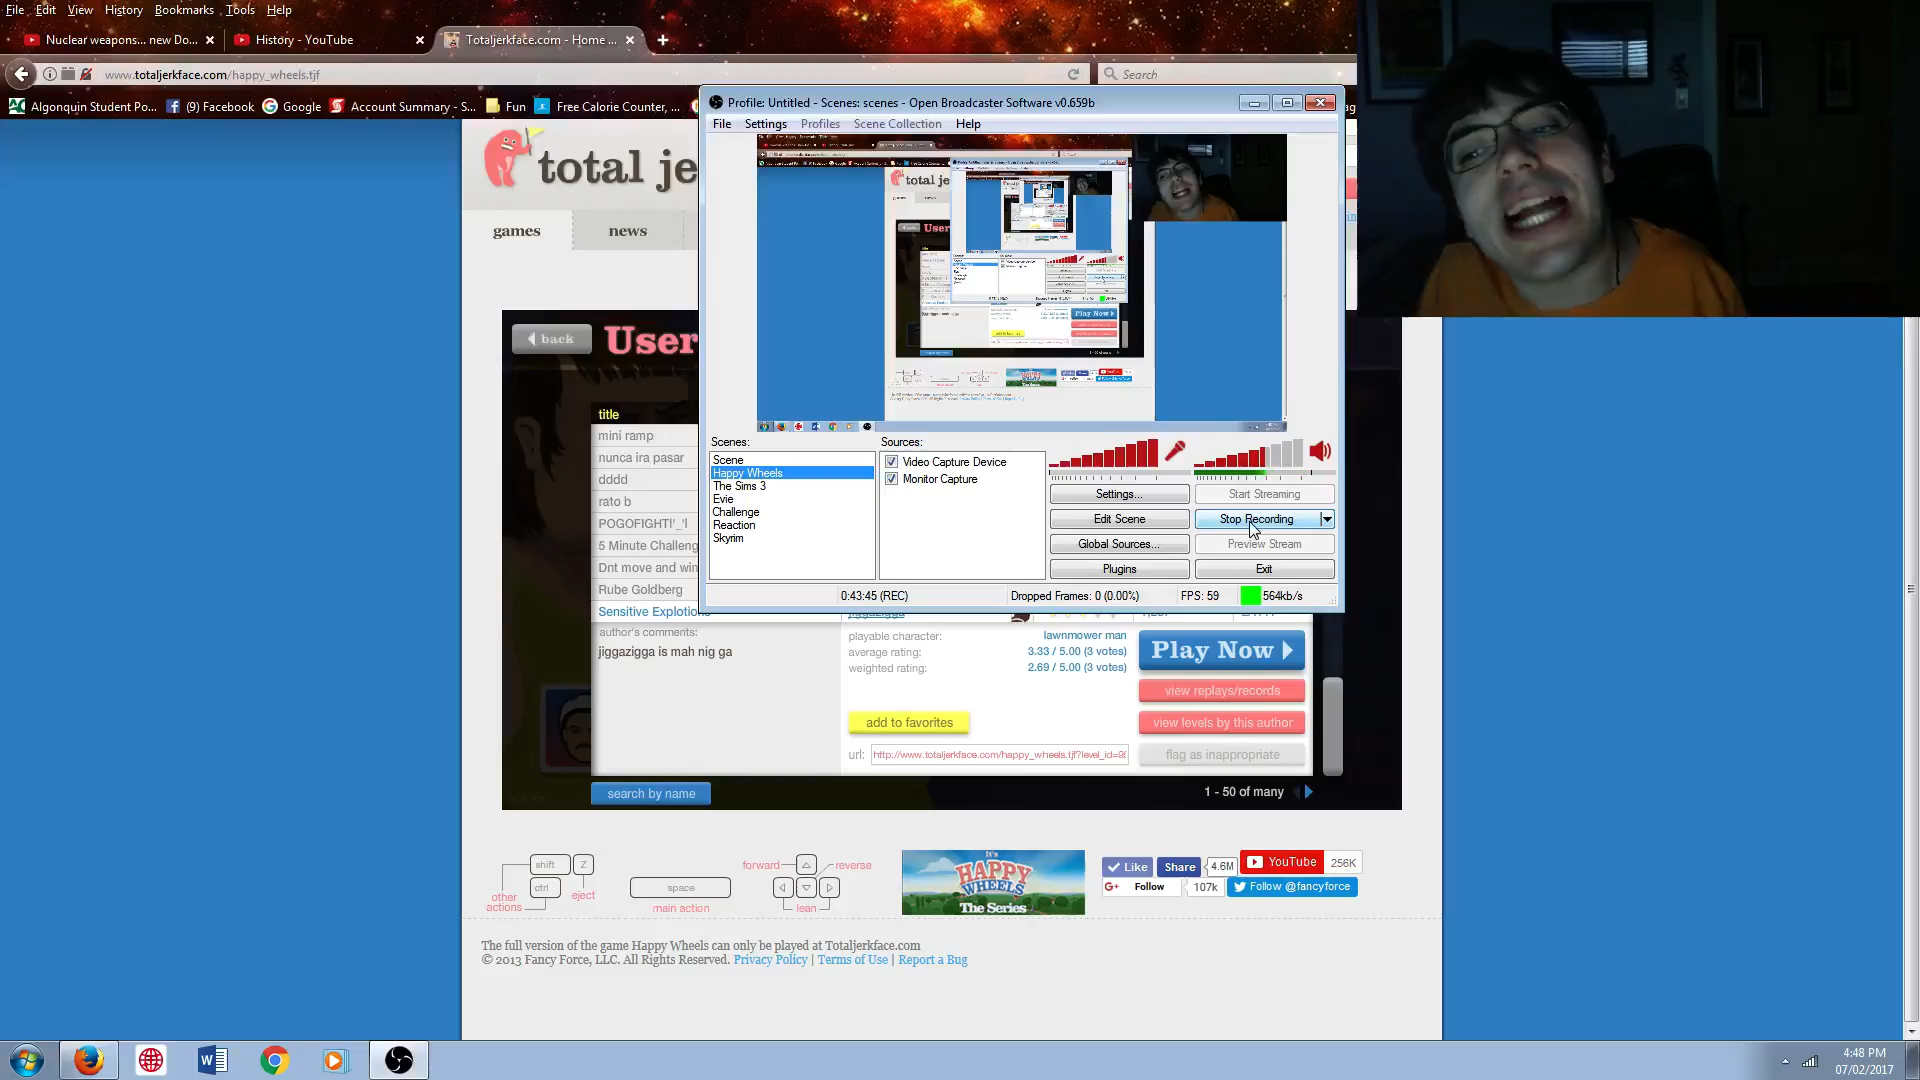 File Edit View History Bookmarks Tools Help
Nuclear weapons... new Do... × History - YouTube × Totaljerkface.com - Home ... × +
www.totaljerkface.com/happy_wheels.tjf Search
Algonquin Student Po... (9) Facebook Google Account Summary - S... Fun Free Calorie Counter, ...
Profile: Untitled - Scenes: scenes - Open Broadcaster Software v0.659b
File Settings Profiles Scene Collection Help
total je
games news
back User
title
mini ramp
nunca ira pasar
dddd
rato b
POGOFIGHT!'_'l
5 Minute Challeng
Dnt move and win
Rube Goldberg
Sensitive Explotio
author's comments:
jiggazigga is mah nig ga
Scenes: Sources:
Scene
Happy Wheels
The Sims 3
Evie
Challenge
Reaction
Skyrim
Video Capture Device
Monitor Capture
Settings... Start Streaming
Edit Scene Stop Recording
Global Sources... Preview Stream
Plugins Exit
0:43:45 (REC) Dropped Frames: 0 (0.00%) FPS: 59 564kb/s
jiggazigga
playable character: lawnmower man
average rating: 3.33 / 5.00 (3 votes)
weighted rating: 2.69 / 5.00 (3 votes)
Play Now
view replays/records
add to favorites view levels by this author
url: http://www.totaljerkface.com/happy_wheels.tjf?level_id=9
flag as inappropriate
search by name 1 - 50 of many
shift Z
ctrl
other actions eject
space
main action
forward reverse
lean
It's HAPPY WHEELS The Series
Like Share 4.6M YouTube 256K
G+ Follow 107k Follow @fancyforce
The full version of the game Happy Wheels can only be played at Totaljerkface.com
© 2013 Fancy Force, LLC. All Rights Reserved. Privacy Policy | Terms of Use | Report a Bug
4:48 PM
07/02/2017